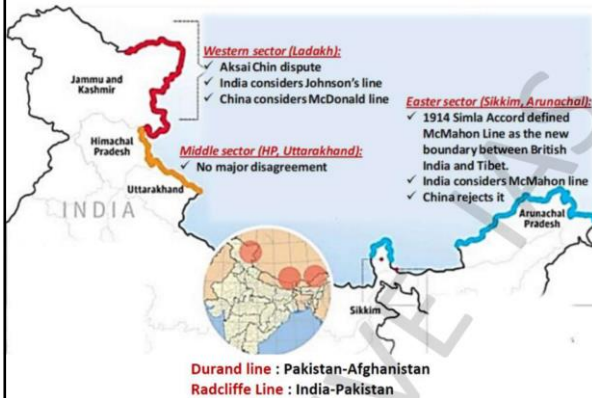 Western sector (Ladakh):
✓ Aksai Chin dispute
✓ India considers Johnson's line
✓ China considers McDonald line
Jammu and
Kashmir
Easter sector (Sikkim, Arunachal):
✓ 1914 Simla Accord defined
McMahon Line as the new
boundary between British
India and Tibet.
✓ India considers McMahon line
✓ China rejects it
Himachal
Pradesh
Middle sector (HP, Uttarakhand):
✓ No major disagreement
Uttarakhand
INDIA
Arunachal
Pradesh
Sikkim
Durand line : Pakistan-Afghanistan
Radcliffe Line : India-Pakistan